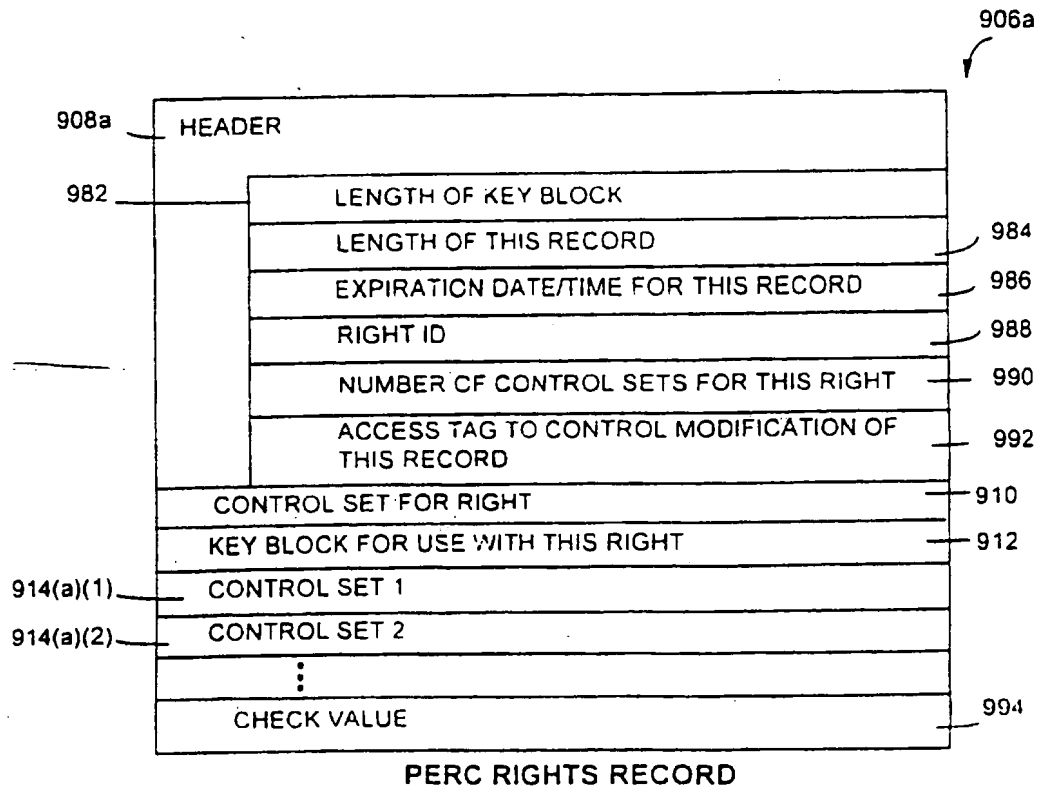 906a
908a HEADER
982 LENGTH OF KEY BLOCK
LENGTH OF THIS RECORD 984
EXPIRATION DATE/TIME FOR THIS RECORD 986
RIGHT ID 988
NUMBER OF CONTROL SETS FOR THIS RIGHT 990
ACCESS TAG TO CONTROL MODIFICATION OF 992
THIS RECORD
CONTROL SET FOR RIGHT 910
KEY BLOCK FOR USE WITH THIS RIGHT 912
914(a)(1) CONTROL SET 1
914(a)(2) CONTROL SET 2
CHECK VALUE 994
PERC RIGHTS RECORD